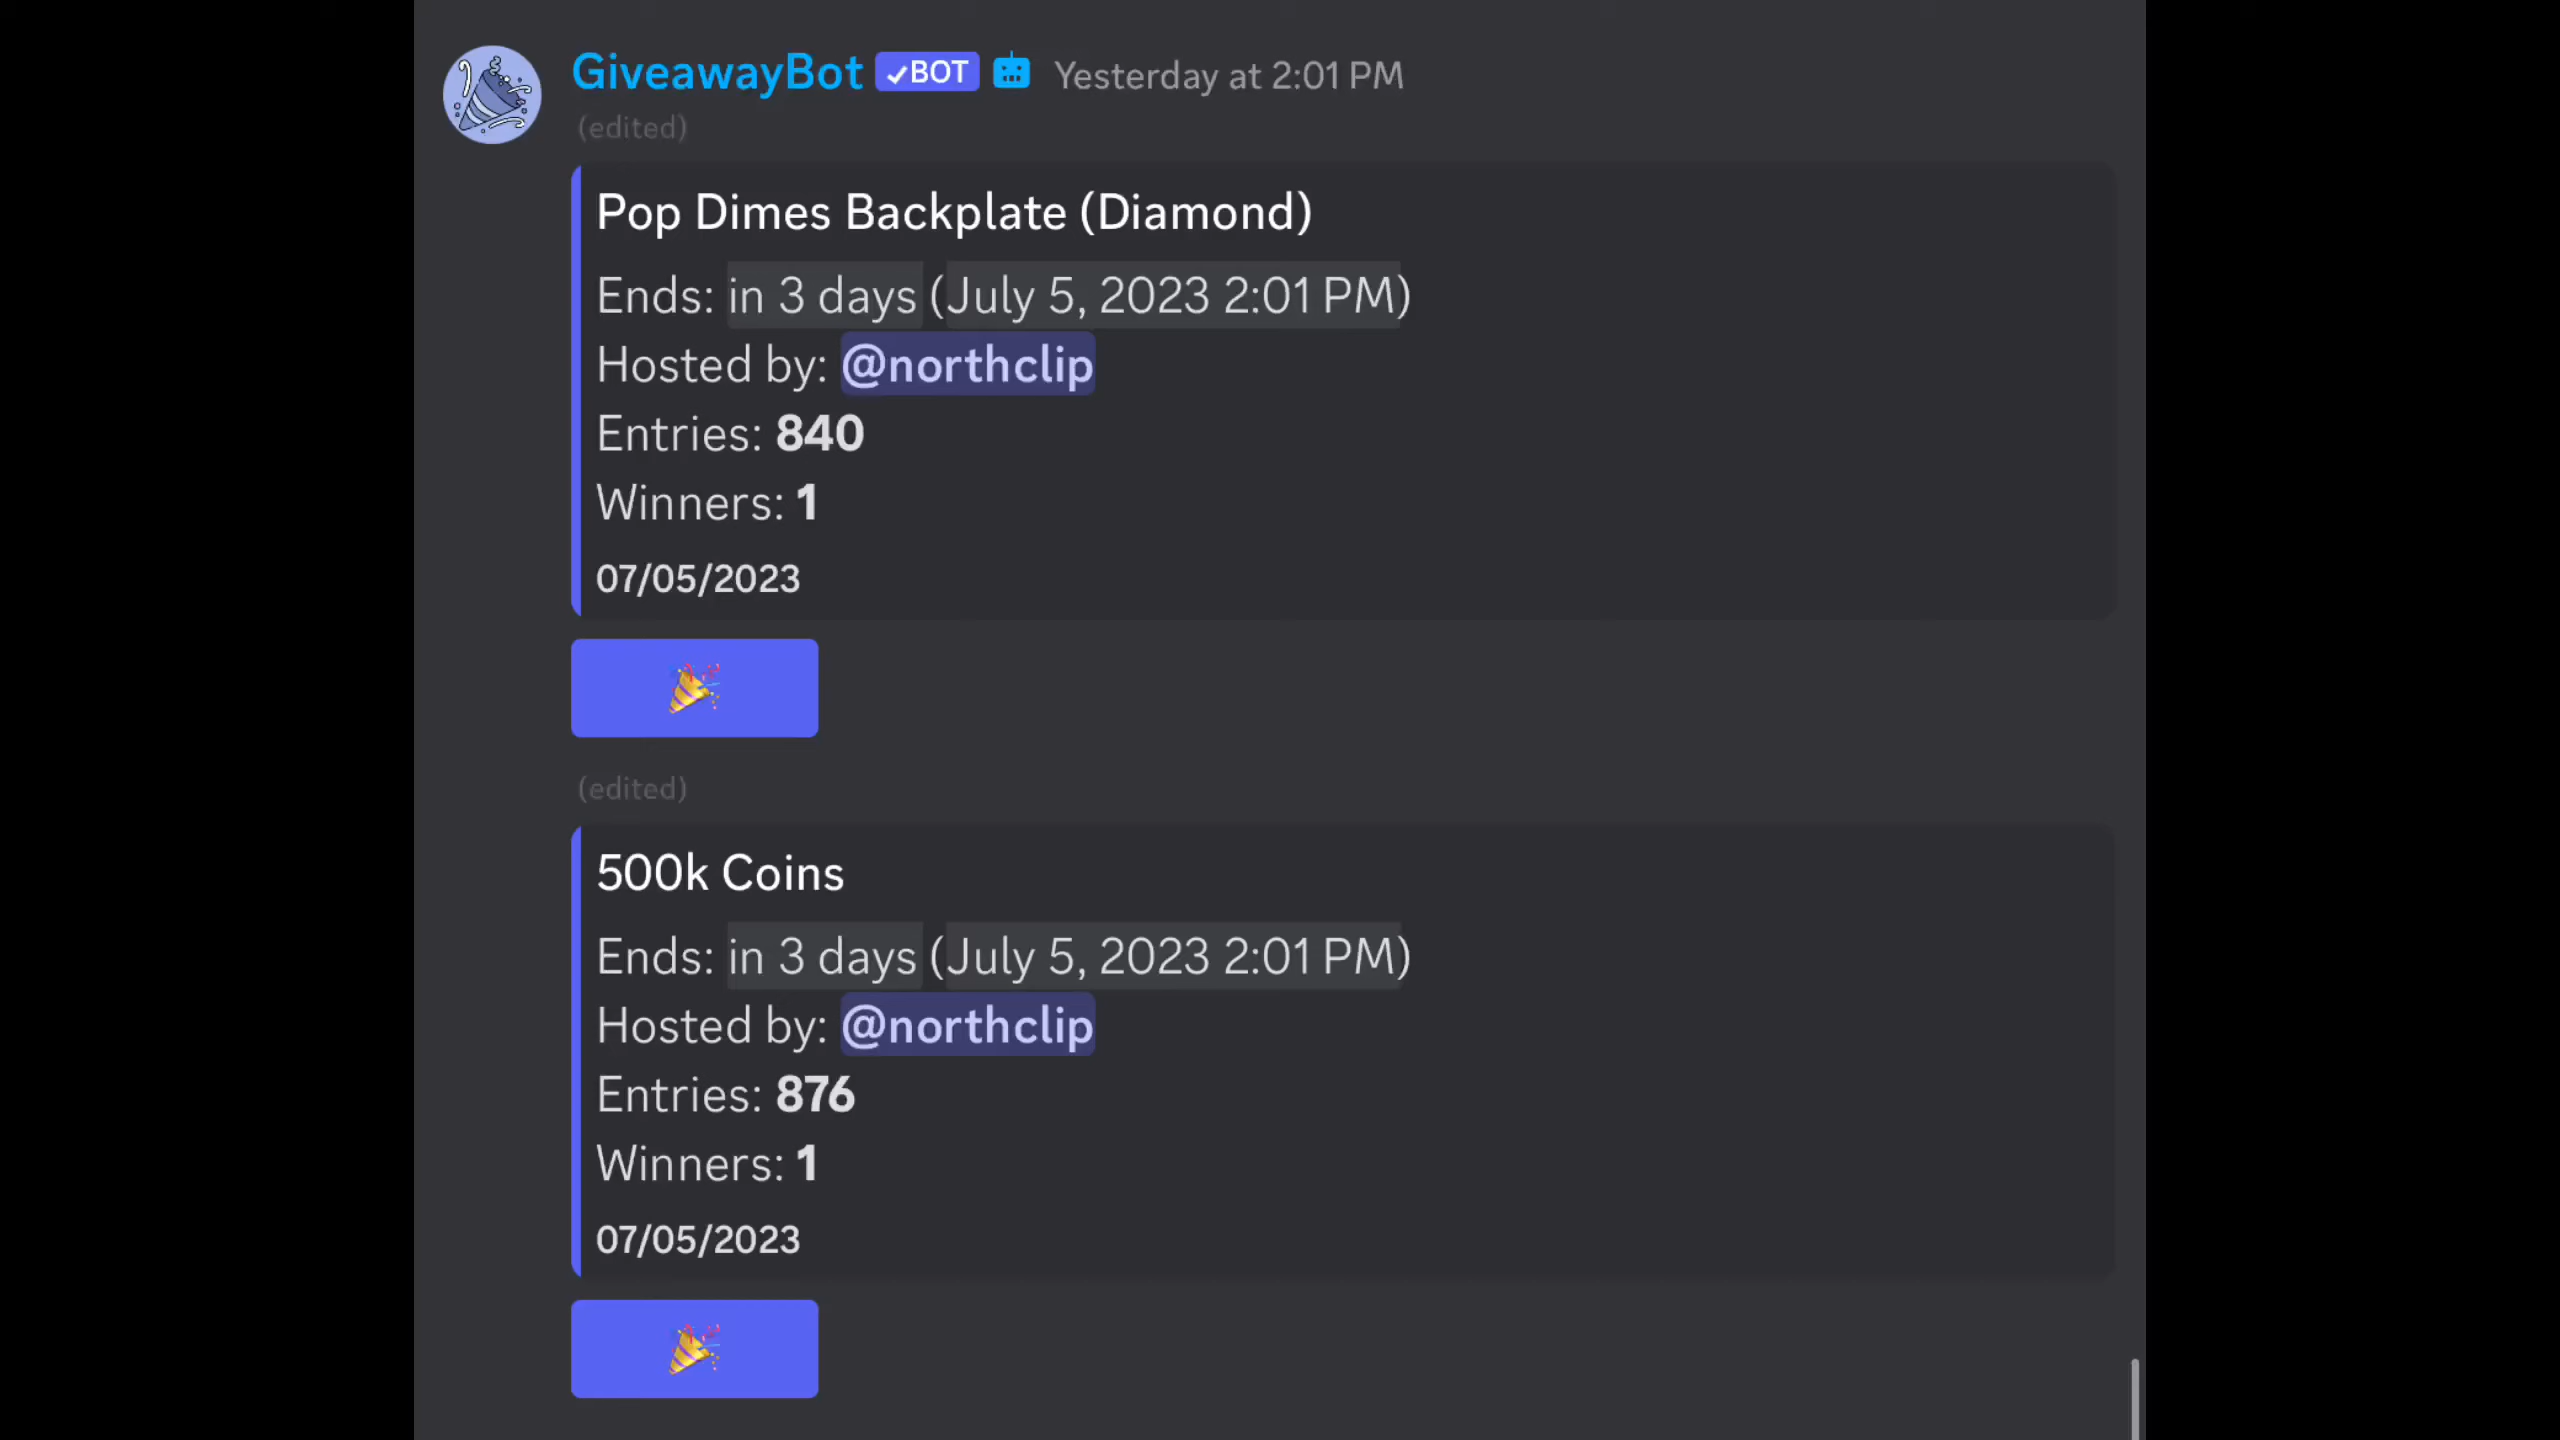 GiveawayBot ✓BOT Yesterday at 2:01 PM
(edited)
Pop Dimes Backplate (Diamond)
Ends: in 3 days (July 5, 2023 2:01 PM)
Hosted by: @northclip
Entries: 840
Winners: 1
07/05/2023
(edited)
500k Coins
Ends: in 3 days (July 5, 2023 2:01 PM)
Hosted by: @northclip
Entries: 876
Winners: 1
07/05/2023